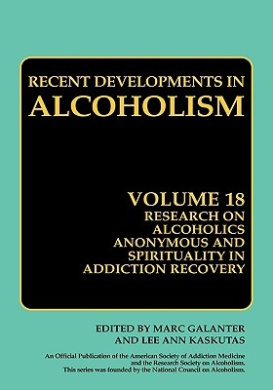 RECENT DEVELOPMENTS IN
ALCOHOLISM
VOLUME 18
RESEARCH ON
ALCOHOLICS
ANONYMOUS AND
SPIRITUALITY IN
ADDICTION RECOVERY
EDITED BY MARC GALANTER
AND LEE ANN KASKUTAS
An Official Publication of the American Society of Addiction Medicine
and the Research Society on Alcoholism.
This series was founded by the National Council on Alcoholism.